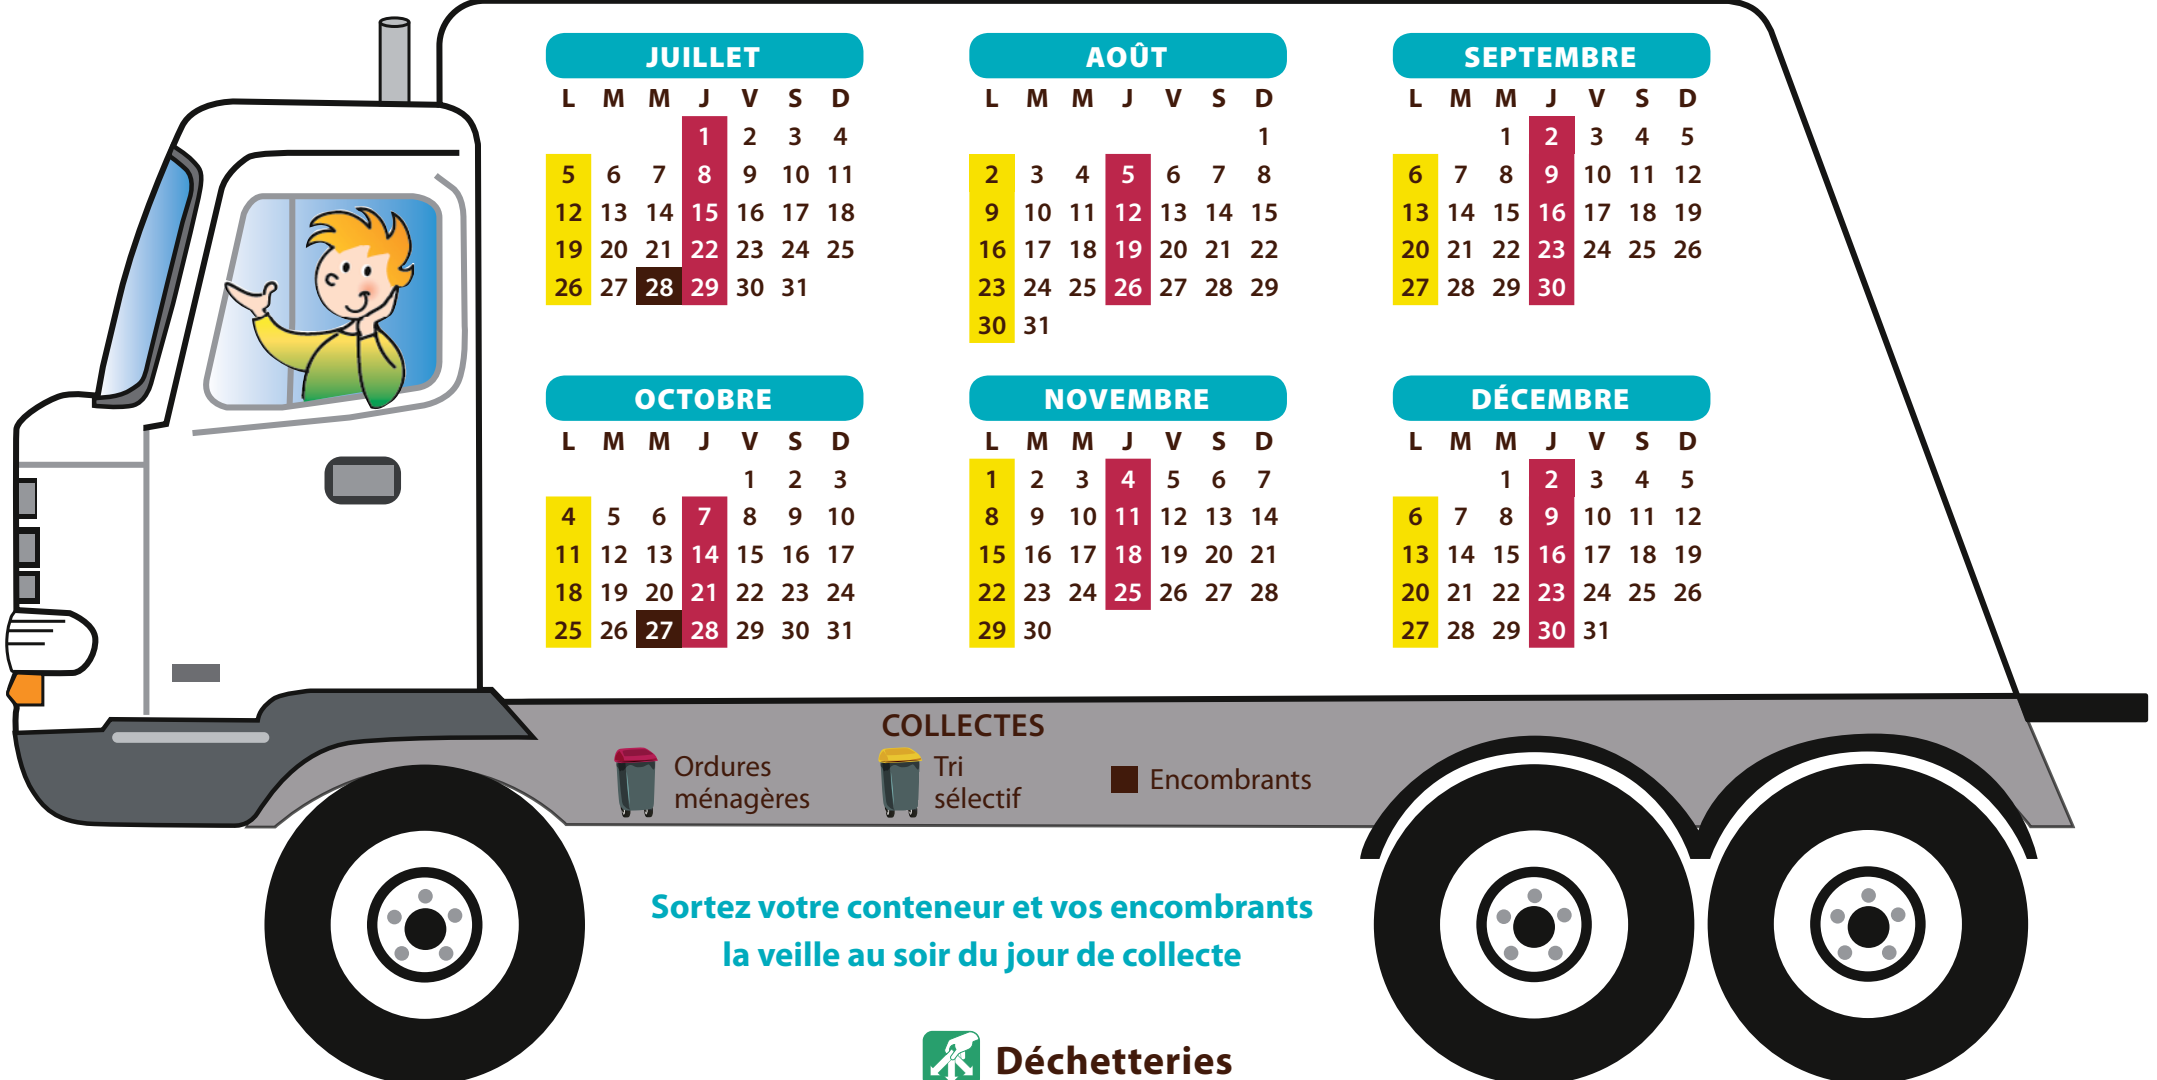 JUILLET
L M M J V S D
1 2 3 4
5 6 7 8 9 10 11
12 13 14 15 16 17 18
19 20 21 22 23 24 25
26 27 28 29 30 31
AOÛT
L M M J V S D
1
2 3 4 5 6 7 8
9 10 11 12 13 14 15
16 17 18 19 20 21 22
23 24 25 26 27 28 29
30 31
SEPTEMBRE
L M M J V S D
1 2 3 4 5
6 7 8 9 10 11 12
13 14 15 16 17 18 19
20 21 22 23 24 25 26
27 28 29 30
OCTOBRE
L M M J V S D
1 2 3
4 5 6 7 8 9 10
11 12 13 14 15 16 17
18 19 20 21 22 23 24
25 26 27 28 29 30 31
NOVEMBRE
L M M J V S D
1 2 3 4 5 6 7
8 9 10 11 12 13 14
15 16 17 18 19 20 21
22 23 24 25 26 27 28
29 30
DÉCEMBRE
L M M J V S D
1 2 3 4 5
6 7 8 9 10 11 12
13 14 15 16 17 18 19
20 21 22 23 24 25 26
27 28 29 30 31
COLLECTES
Ordures
ménagères
Tri
sélectif
Encombrants
Sortez votre conteneur et vos encombrants
la veille au soir du jour de collecte
Déchetteries